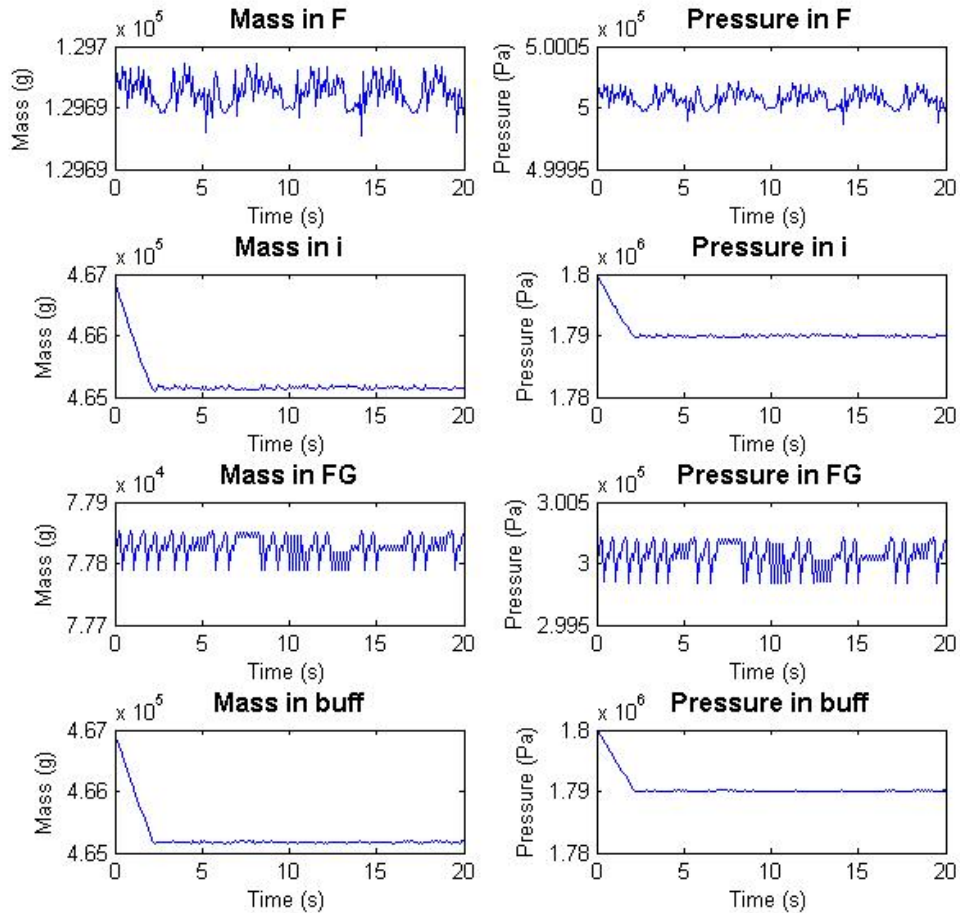 Mass in F
x 10^5
1.297
1.2969
1.2969
Mass (g)
0 5 10 15 20
Time (s)
Pressure in F
x 10^5
5.0005
5
4.9995
Pressure (Pa)
0 5 10 15 20
Time (s)
Mass in i
x 10^5
4.67
4.66
4.65
Mass (g)
0 5 10 15 20
Time (s)
Pressure in i
x 10^6
1.8
1.79
1.78
Pressure (Pa)
0 5 10 15 20
Time (s)
Mass in FG
x 10^4
7.79
7.78
7.77
Mass (g)
0 5 10 15 20
Time (s)
Pressure in FG
x 10^5
3.005
3
2.995
Pressure (Pa)
0 5 10 15 20
Time (s)
Mass in buff
x 10^5
4.67
4.66
4.65
Mass (g)
0 5 10 15 20
Time (s)
Pressure in buff
x 10^6
1.8
1.79
1.78
Pressure (Pa)
0 5 10 15 20
Time (s)